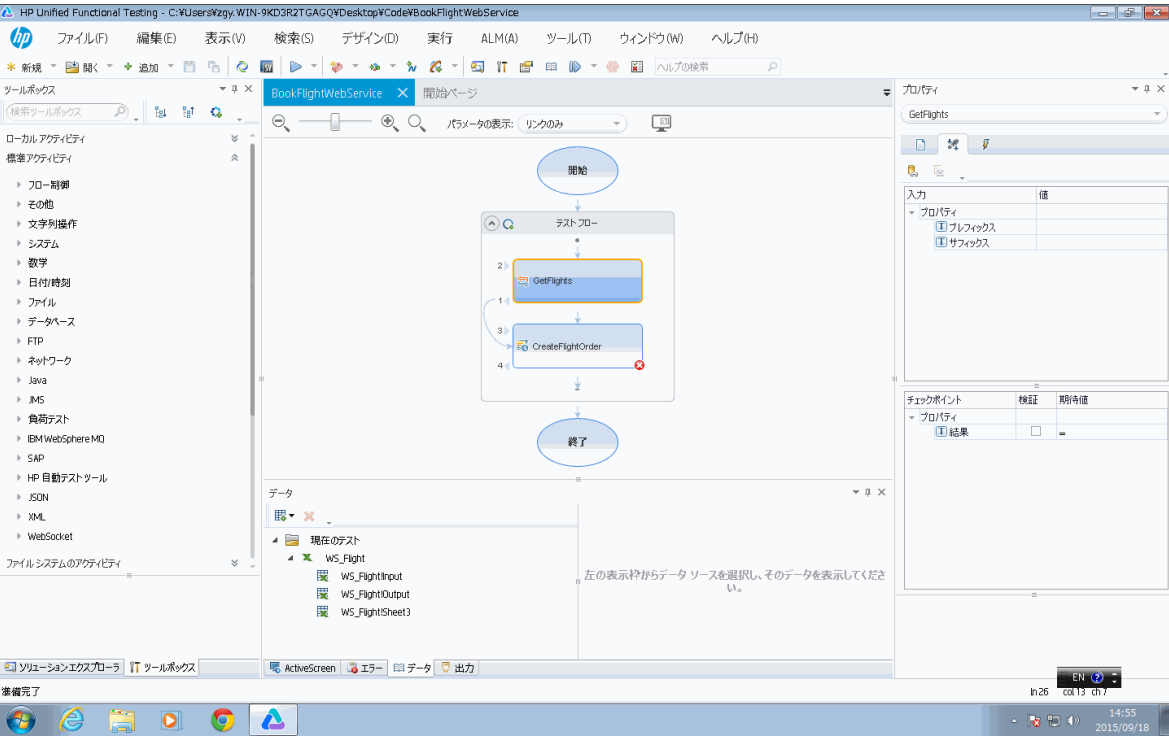 HP Unified Functional Testing - C:¥Users¥zgy.WIN-9KD3R2TGAGQ¥Desktop¥Code¥BookFlightWebService
hp ファイル(F) 編集(E) 表示(V) 検索(S) デザイン(D) 実行 ALM(A) ツール(T) ウィンドウ(W) ヘルプ(H)
新規 開く 追加 ヘルプの検索
ツールボックス
検索ツールボックス
ローカル アクティビティ
標準アクティビティ
フロー制御
その他
文字列操作
システム
数学
日付/時刻
ファイル
データベース
FTP
ネットワーク
Java
JMS
負荷テスト
IBM WebSphere MQ
SAP
HP 自動テスト ツール
JSON
XML
WebSocket
ファイル システムのアクティビティ
ソリューション エクスプローラ ツールボックス
BookFlightWebService 開始ページ
パラメータの表示: リンクのみ
開始
テスト フロー
2
GetFlights
1
3
CreateFlightOrder
4
終了
データ
現在のテスト
WS_Flight
WS_Flight!Input
WS_Flight!Output
WS_Flight!Sheet3
左の表示枠からデータ ソースを選択し、そのデータを表示してくださ
い。
ActiveScreen エラー データ 出力
プロパティ
GetFlights
入力 値
プロパティ
プレフィックス
サフィックス
チェックポイント 検証 期待値
プロパティ
結果 =
EN
準備完了
ln 26 col 13 ch 7
14:55
2015/09/18